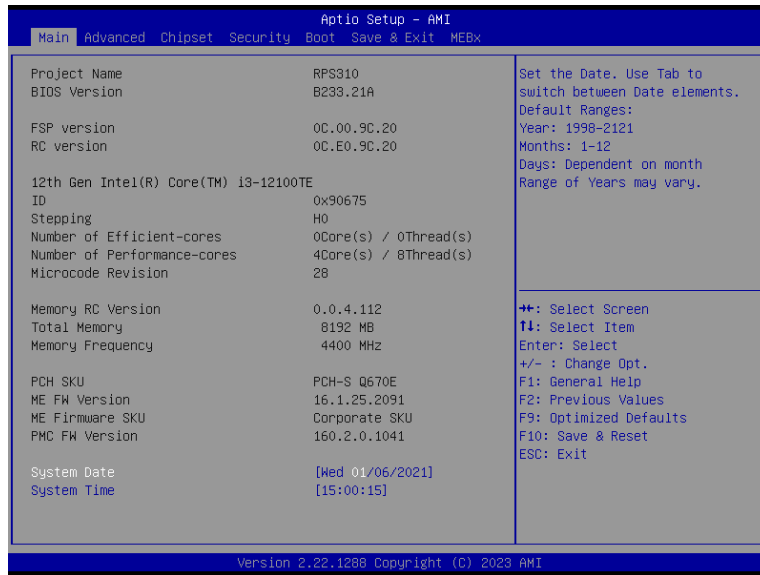 Aptio Setup - AMI
Main Advanced Chipset Security Boot Save & Exit MEBx
Project Name RPS310
BIOS Version B233.21A
FSP version 0C.00.9C.20
RC version 0C.E0.9C.20
12th Gen Intel(R) Core(TM) i3-12100TE
ID 0x90675
Stepping H0
Number of Efficient-cores 0Core(s) / 0Thread(s)
Number of Performance-cores 4Core(s) / 8Thread(s)
Microcode Revision 28
Memory RC Version 0.0.4.112
Total Memory 8192 MB
Memory Frequency 4400 MHz
PCH SKU PCH-S Q670E
ME FW Version 16.1.25.2091
ME Firmware SKU Corporate SKU
PMC FW Version 160.2.0.1041
System Date [Wed 01/06/2021]
System Time [15:00:15]
Set the Date. Use Tab to
switch between Date elements.
Default Ranges:
Year: 1998-2121
Months: 1-12
Days: Dependent on month
Range of Years may vary.
→←: Select Screen
↑↓: Select Item
Enter: Select
+/- : Change Opt.
F1: General Help
F2: Previous Values
F9: Optimized Defaults
F10: Save & Reset
ESC: Exit
Version 2.22.1288 Copyright (C) 2023 AMI